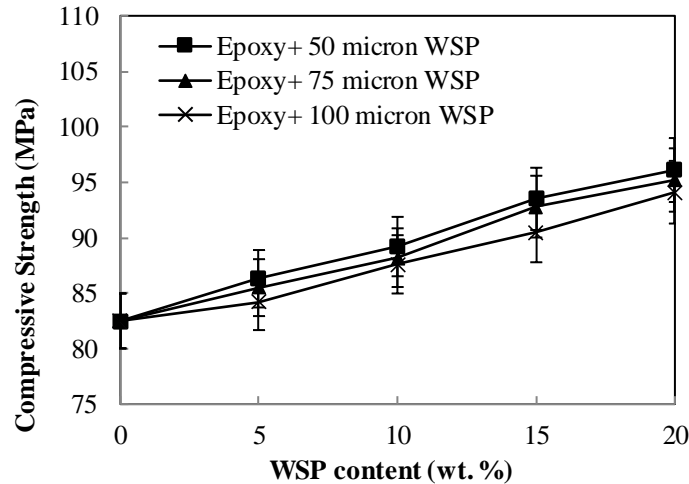 110
105
100
95
90
85
80
75
Compressive Strength (MPa)
Epoxy+ 50 micron WSP
Epoxy+ 75 micron WSP
Epoxy+ 100 micron WSP
0 5 10 15 20
WSP content (wt. %)